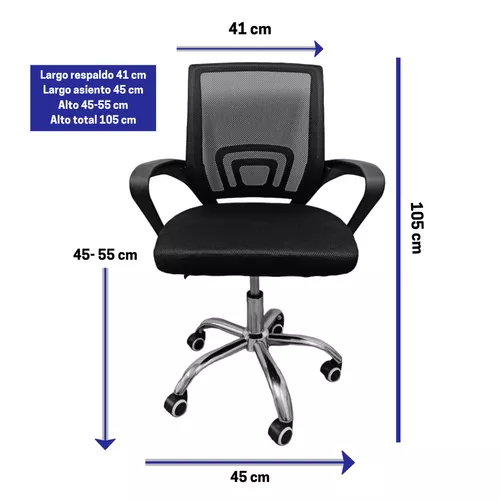 41 cm
Largo respaldo 41 cm
Largo asiento 45 cm
Alto 45-55 cm
Alto total 105 cm
105 cm
45- 55 cm
45 cm